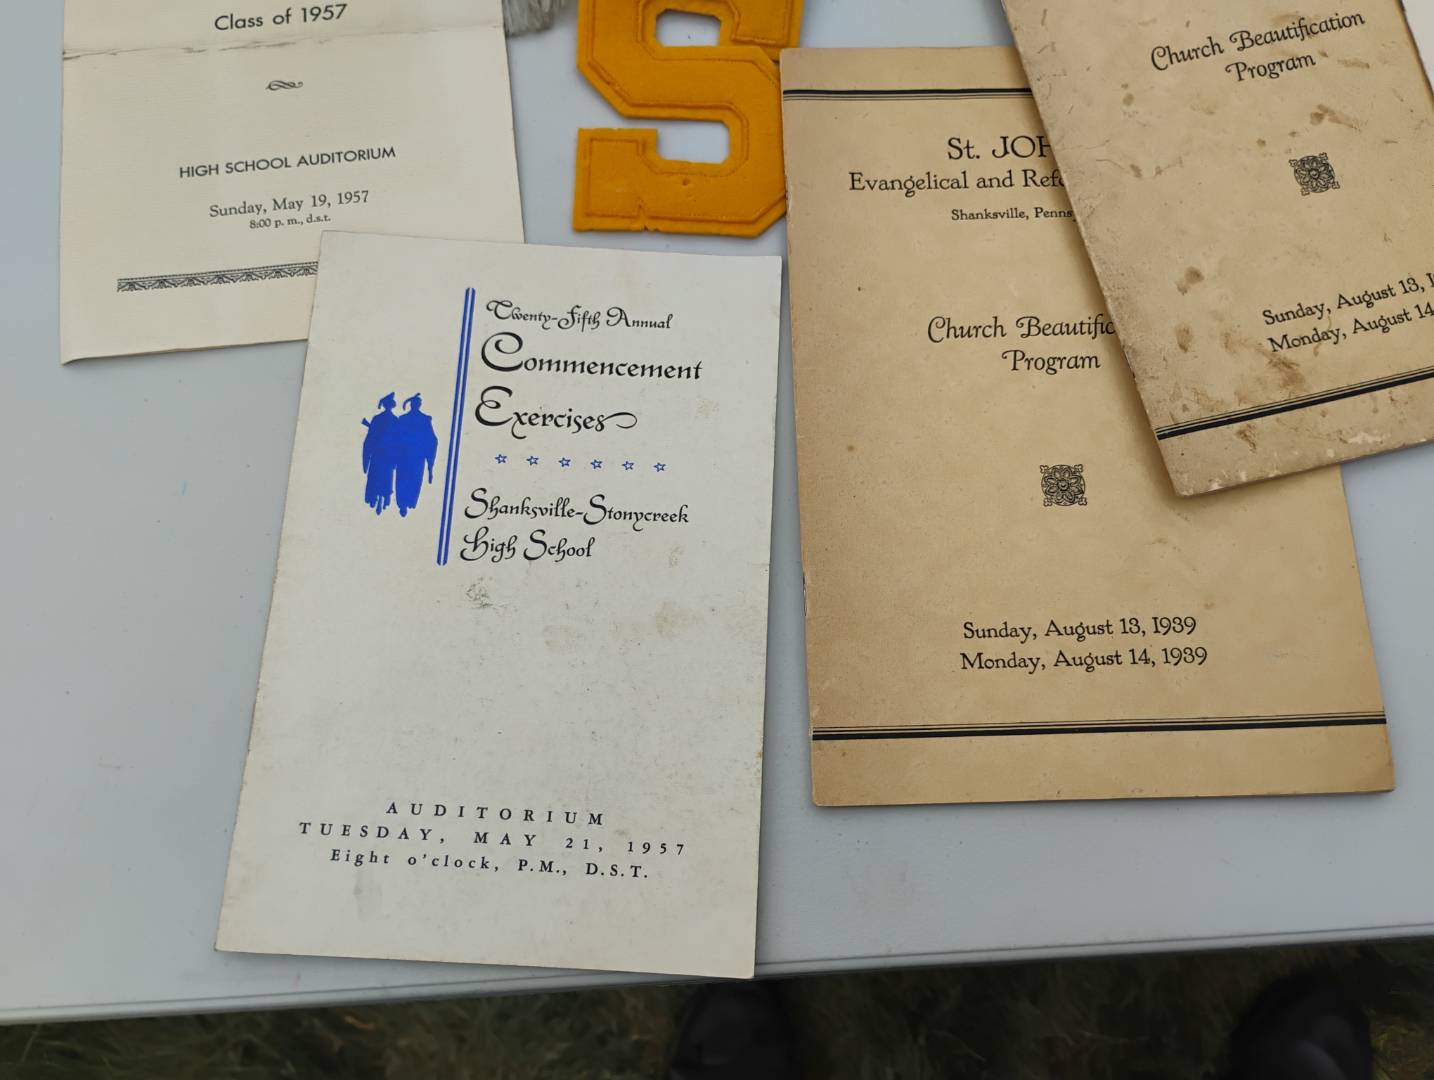 Class of 1957
HIGH SCHOOL AUDITORIUM
Sunday, May 19, 1957
8:00 p. m., d.s.t.
S
Twenty-Fifth Annual
Commencement
Exercises
Shanksville-Stonycreek
High School
AUDITORIUM
TUESDAY, MAY 21, 1957
Eight o'clock, P.M., D.S.T.
St. JOH
Evangelical and Refo
Shanksville, Penns
Church Beautific
Program
Sunday, August 13, 1939
Monday, August 14, 1939
Church Beautification
Program
Sunday, August 13, 1
Monday, August 14